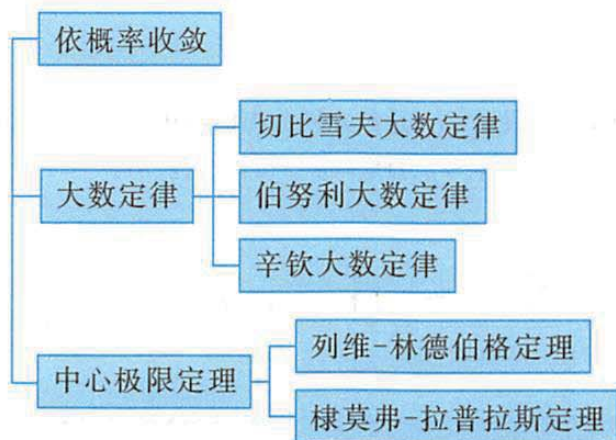 依概率收敛
切比雪夫大数定律
大数定律
伯努利大数定律
辛钦大数定律
列维-林德伯格定理
中心极限定理
棣莫弗-拉普拉斯定理